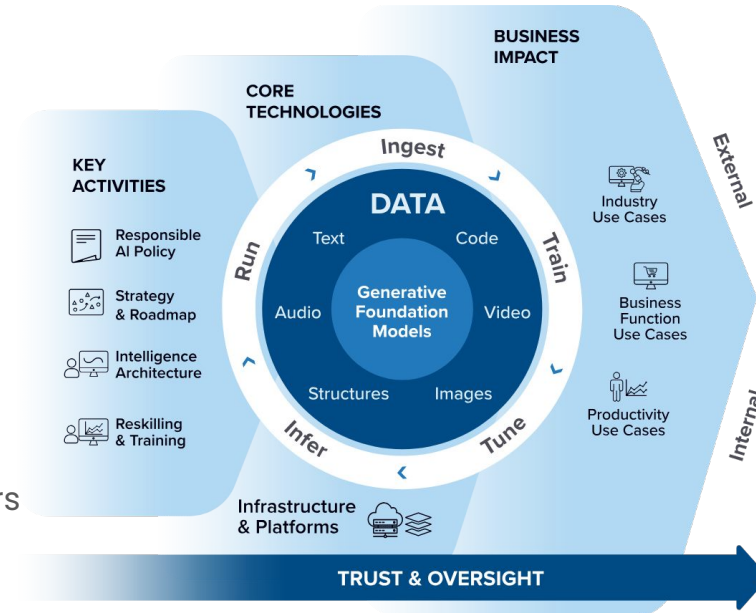 BUSINESS
IMPACT
CORE
TECHNOLOGIES
KEY
ACTIVITIES
Responsible
AI Policy
Strategy
& Roadmap
Intelligence
Architecture
Reskilling
& Training
Ingest
Train
Tune
Infer
Run
DATA
Text
Code
Audio
Video
Structures
Images
Generative
Foundation
Models
Infrastructure
& Platforms
Industry
Use Cases
Business
Function
Use Cases
Productivity
Use Cases
External
Internal
rs
TRUST & OVERSIGHT